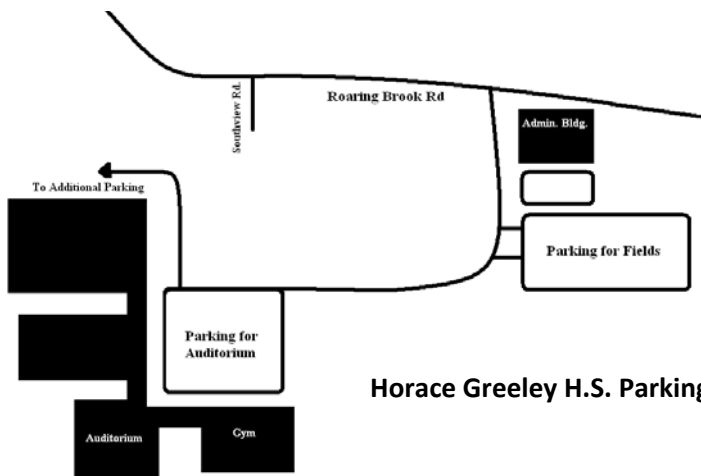 Roaring Brook Rd
Southview Rd.
Admin. Bldg.
To Additional Parking
Parking for Fields
Parking for
Auditorium
Horace Greeley H.S. Parking
Auditorium
Gym